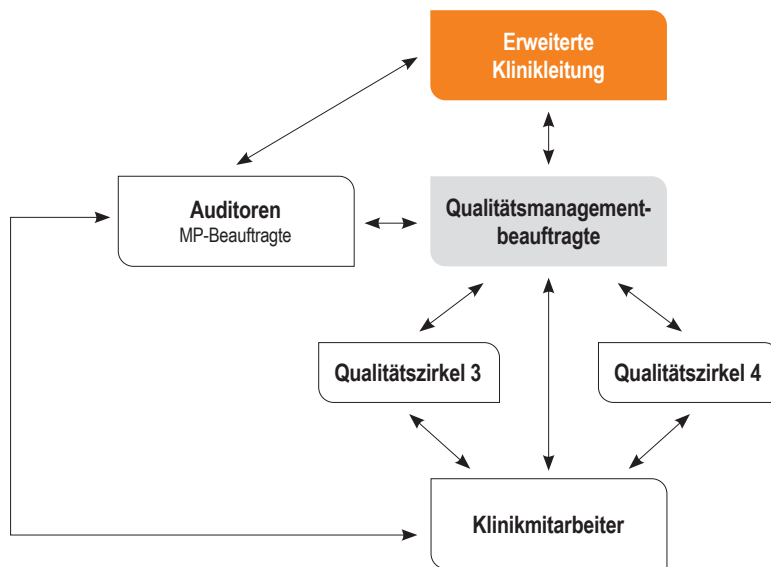 Erweiterte
Klinikleitung
Auditoren
MP-Beauftragte
Qualitätsmanagement-
beauftragte
Qualitätszirkel 3
Qualitätszirkel 4
Klinikmitarbeiter